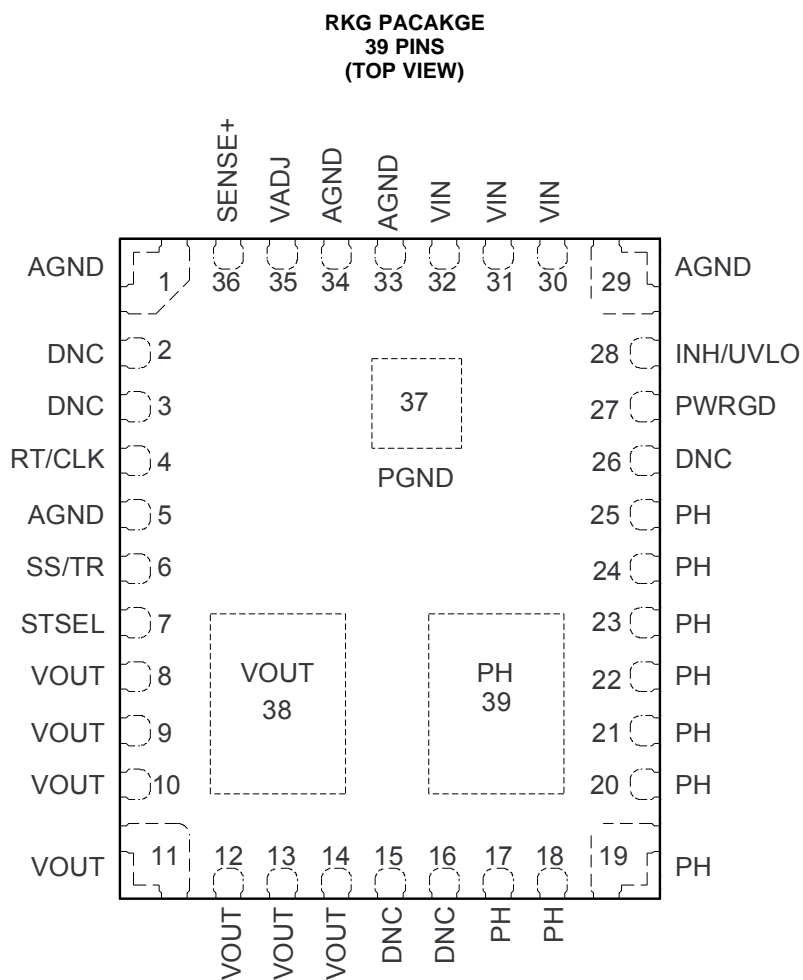 RKG PACAKGE
39 PINS
(TOP VIEW)
SENSE+ VADJ AGND AGND VIN VIN VIN
AGND 1 36 35 34 33 32 31 30 29 AGND
DNC 2 28 INH/UVLO
DNC 3 37 27 PWRGD
RT/CLK 4 PGND 26 DNC
AGND 5 25 PH
SS/TR 6 24 PH
STSEL 7 23 PH
VOUT 8 VOUT PH 22 PH
38 39
VOUT 9 21 PH
VOUT 10 20 PH
VOUT 11 12 13 14 15 16 17 18 19 PH
VOUT VOUT VOUT DNC DNC PH PH